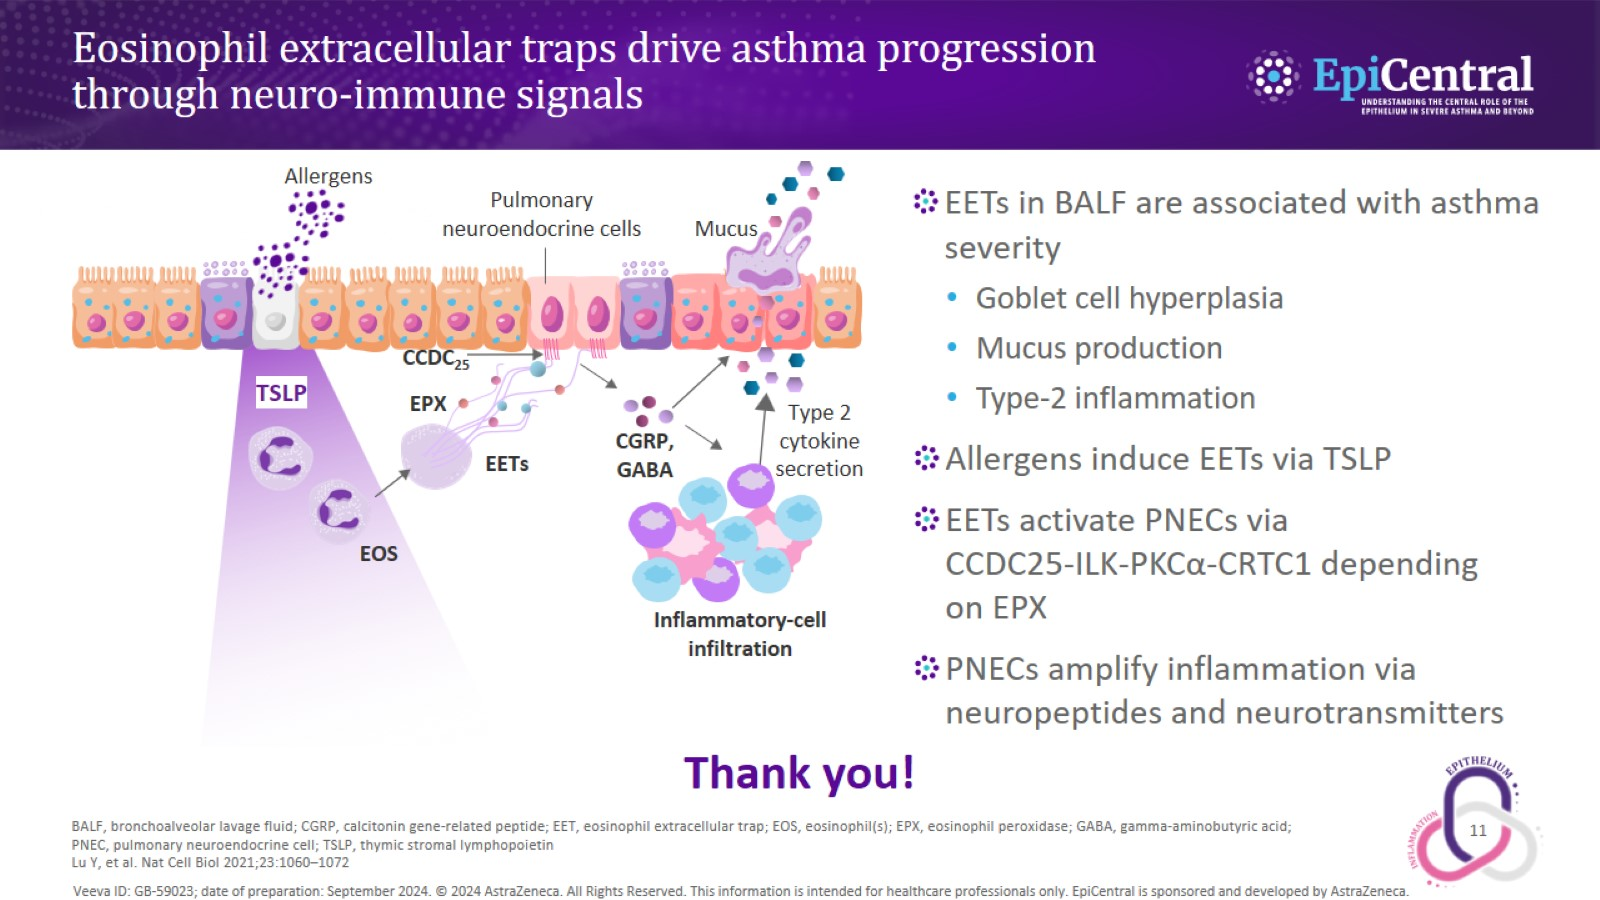 Eosinophil extracellular traps drive asthma progression
through neuro-immune signals
EpiCentral
UNDERSTANDING THE CENTRAL ROLE OF THE
EPITHELIUM IN SEVERE ASTHMA AND BEYOND
Allergens
Pulmonary
neuroendocrine cells
Mucus
CCDC25
TSLP
EPX
EETs
EOS
CGRP,
GABA
Type 2
cytokine
secretion
Inflammatory-cell
infiltration
EETs in BALF are associated with asthma
severity
• Goblet cell hyperplasia
• Mucus production
• Type-2 inflammation
Allergens induce EETs via TSLP
EETs activate PNECs via
CCDC25-ILK-PKCα-CRTC1 depending
on EPX
PNECs amplify inflammation via
neuropeptides and neurotransmitters
Thank you!
BALF, bronchoalveolar lavage fluid; CGRP, calcitonin gene-related peptide; EET, eosinophil extracellular trap; EOS, eosinophil(s); EPX, eosinophil peroxidase; GABA, gamma-aminobutyric acid;
PNEC, pulmonary neuroendocrine cell; TSLP, thymic stromal lymphopoietin
Lu Y, et al. Nat Cell Biol 2021;23:1060–1072
Veeva ID: GB-59023; date of preparation: September 2024. © 2024 AstraZeneca. All Rights Reserved. This information is intended for healthcare professionals only. EpiCentral is sponsored and developed by AstraZeneca.
EPITHELIUM
INFLAMMATION
11